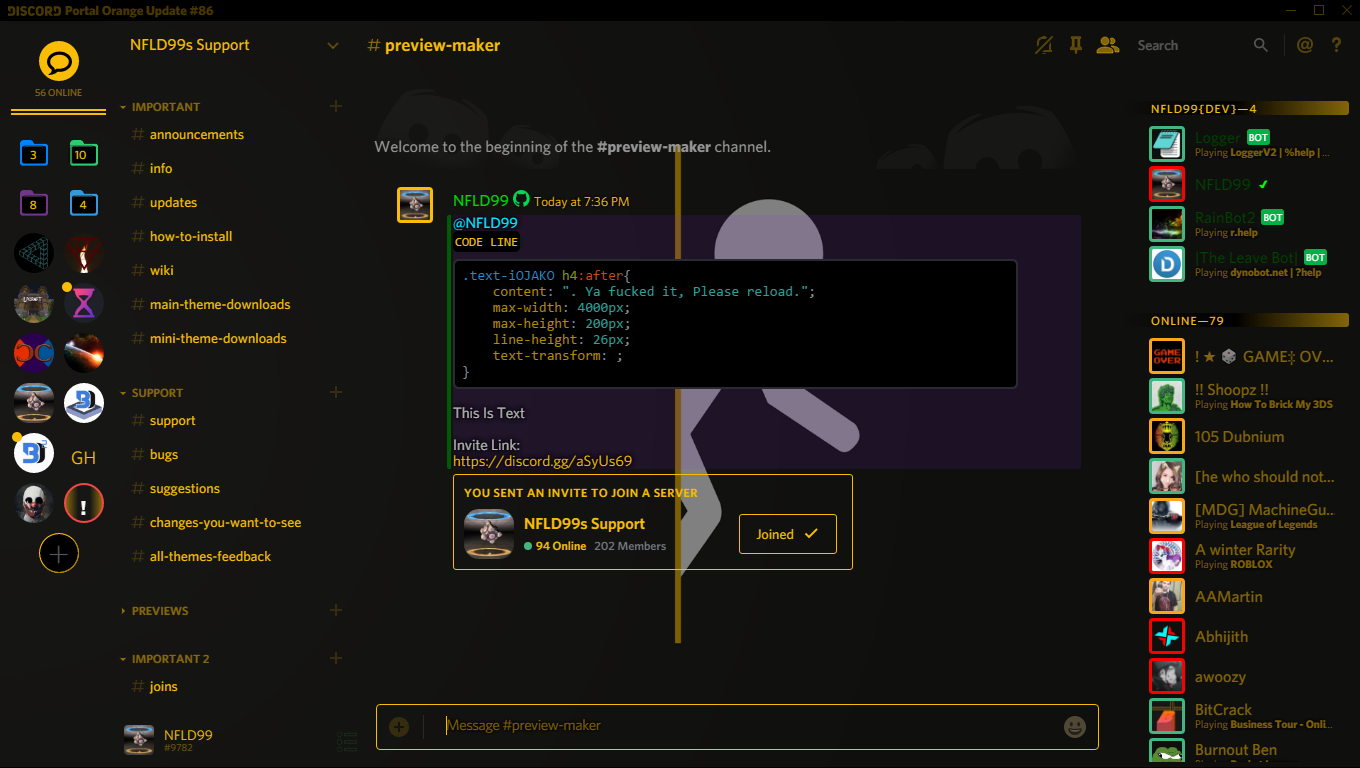 DISCORD Portal Orange Update #86
56 ONLINE
3
10
8
4
GH
NFLD99s Support
IMPORTANT
# announcements
# info
# updates
# how-to-install
# wiki
# main-theme-downloads
# mini-theme-downloads
SUPPORT
# support
# bugs
# suggestions
# changes-you-want-to-see
# all-themes-feedback
PREVIEWS
IMPORTANT 2
# joins
NFLD99
#9782
# preview-maker
Search
@ ?
Welcome to the beginning of the #preview-maker channel.
NFLD99 Today at 7:36 PM
@NFLD99
CODE LINE
.text-iOJAKO h4:after{
content: ". Ya fucked it, Please reload.";
max-width: 4000px;
max-height: 200px;
line-height: 26px;
text-transform: ;
}
This Is Text
Invite Link:
https://discord.gg/aSyUs69
YOU SENT AN INVITE TO JOIN A SERVER
NFLD99s Support
94 Online 202 Members
Joined
Message #preview-maker
NFLD99{DEV}—4
Logger BOT
Playing LoggerV2 | %help | ...
NFLD99
RainBot2 BOT
Playing r.help
|The Leave Bot| BOT
Playing dynobot.net | ?help
ONLINE—79
GAME OVER
! ★ 🎲 GAME⁑ OV...
!! Shoopz !!
Playing How To Brick My 3DS
105 Dubnium
[he who should not...
[MDG] MachineGu...
Playing League of Legends
A winter Rarity
Playing ROBLOX
AAMartin
Abhijith
awoozy
BitCrack
Playing Business Tour - Onli...
Burnout Ben